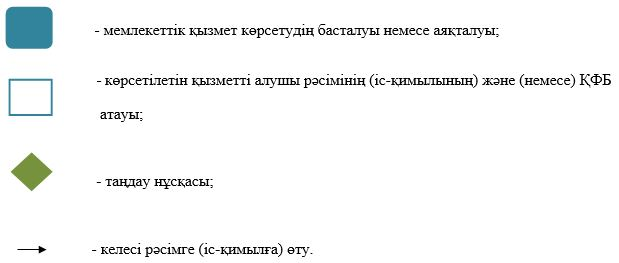 - мемлекеттік қызмет көрсетудің басталуы немесе аяқталуы;
- көрсетілетін қызметті алушы рәсімінің (іс-қимылының) және (немесе) ҚФБ
атауы;
- таңдау нұсқасы;
- келесі рәсімге (іс-қимылға) өту.